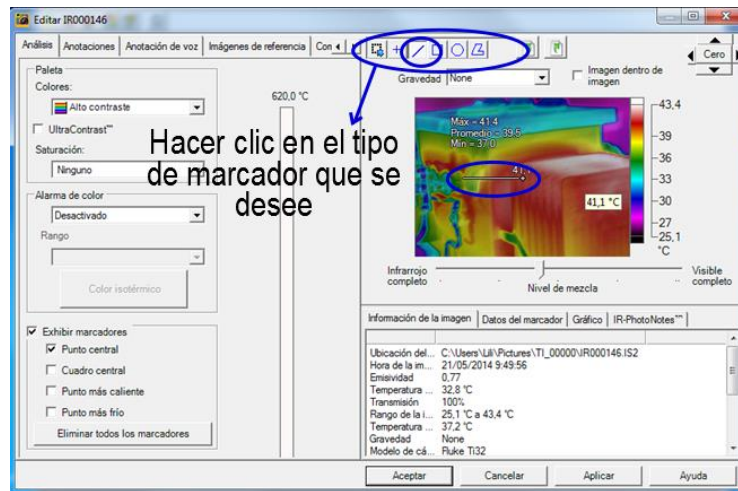 Editar IR000146
Análisis Anotaciones Anotación de voz Imágenes de referencia Con
Cero
Paleta
Colores:
Alto contraste
UltraContrast™
Saturación:
Ninguno
Alarma de color
Desactivado
Rango
Color isotérmico
Exhibir marcadores
Punto central
Cuadro central
Punto más caliente
Punto más frío
Eliminar todos los marcadores
620,0 °C
Hacer clic en el tipo
de marcador que se
desee
Gravedad None
Imagen dentro de
imagen
Máx = 41.4
Promedio = 39.5
Mín = 37.0
41,1 °C
43,4
39
36
33
30
27
25,1
°C
Infrarrojo
completo
Nivel de mezcla
Visible
completo
Información de la imagen Datos del marcador Gráfico IR-PhotoNotes™
Ubicación del... C:\Users\Lili\Pictures\TI_00000\IR000146.IS2
Hora de la im... 21/05/2014 9:49:56
Emisividad 0,77
Temperatura ... 32,8 °C
Transmisión 100%
Rango de la i... 25,1 °C a 43,4 °C
Temperatura ... 37,2 °C
Gravedad None
Modelo de cá... Fluke Ti32
Aceptar Cancelar Aplicar Ayuda